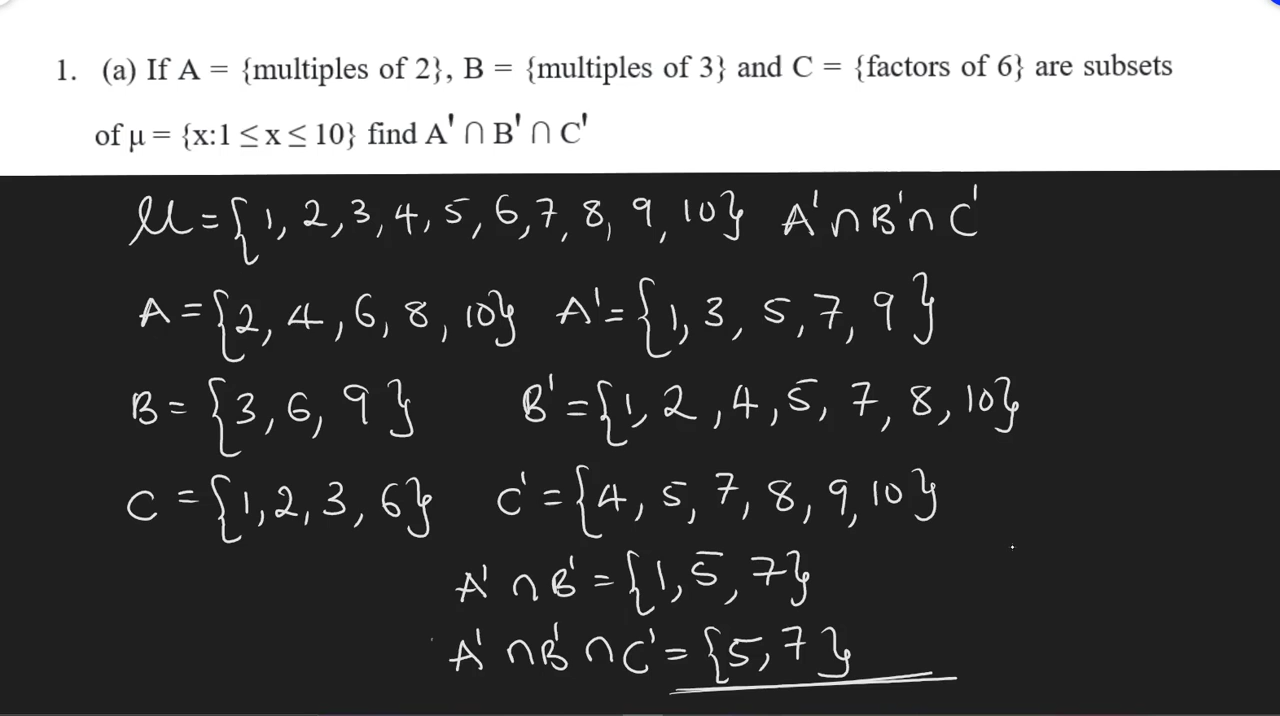 1. (a) If A = {multiples of 2}, B = {multiples of 3} and C = {factors of 6} are subsets
of μ = {x:1 ≤ x ≤ 10} find A' ∩ B' ∩ C'
μ = {1, 2, 3, 4, 5, 6, 7, 8, 9, 10} A' ∩ B' ∩ C'
A = {2, 4, 6, 8, 10} A' = {1, 3, 5, 7, 9}
B = {3, 6, 9} B' = {1, 2, 4, 5, 7, 8, 10}
C = {1, 2, 3, 6} C' = {4, 5, 7, 8, 9, 10}
A' ∩ B' = {1, 5, 7}
A' ∩ B' ∩ C' = {5, 7}